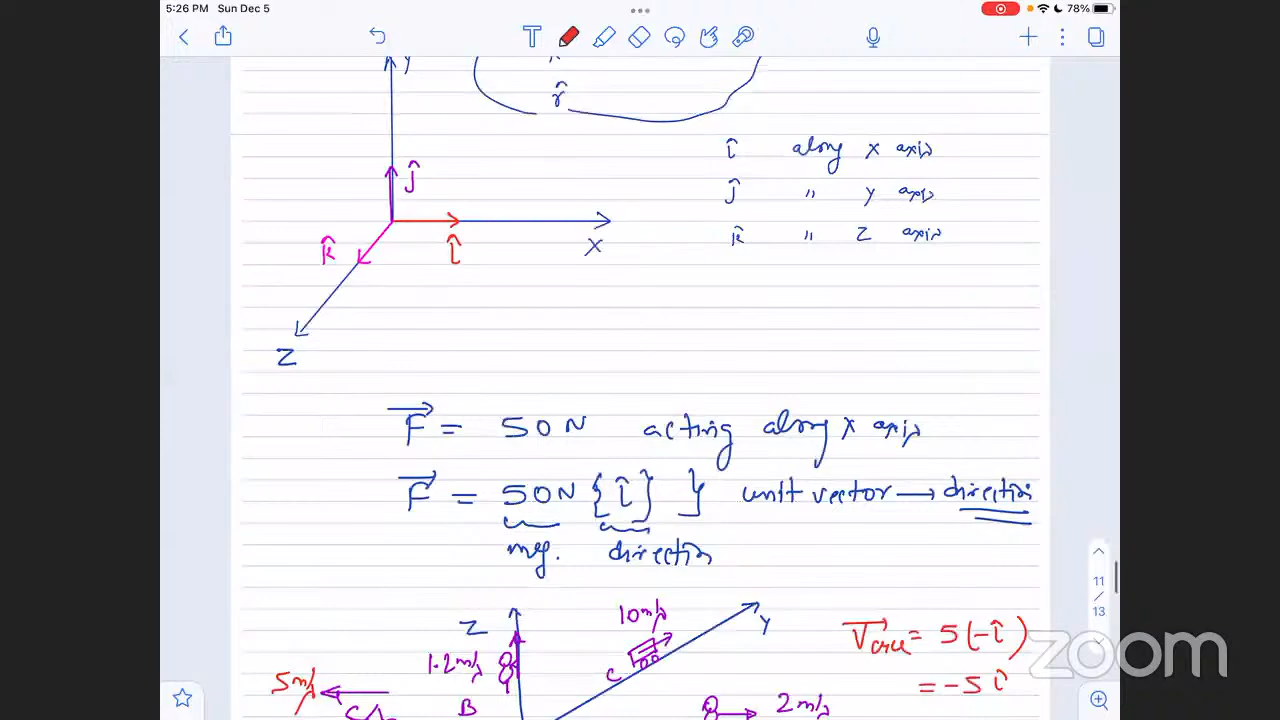 5:26 PM Sun Dec 5
78%
T
y
r̂
î along x axis
ĵ " y axis
k̂ " z axis
ĵ
k̂
î
X
Z
F⃗ = 50N acting along x axis
F⃗ = 50N {î} } unit vector → direction
mag. direction
11
/
13
Z
10m/s
y
1.2m/s
C
5m/s
B
2m/s
= 5(-î)
= -5î
zoom